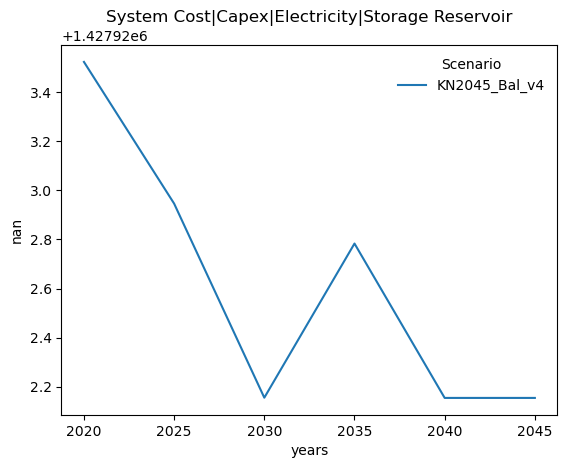 System Cost|Capex|Electricity|Storage Reservoir
+1.42792e6
Scenario
KN2045_Bal_v4
3.4
3.2
3.0
2.8
2.6
2.4
2.2
nan
2020 2025 2030 2035 2040 2045
years